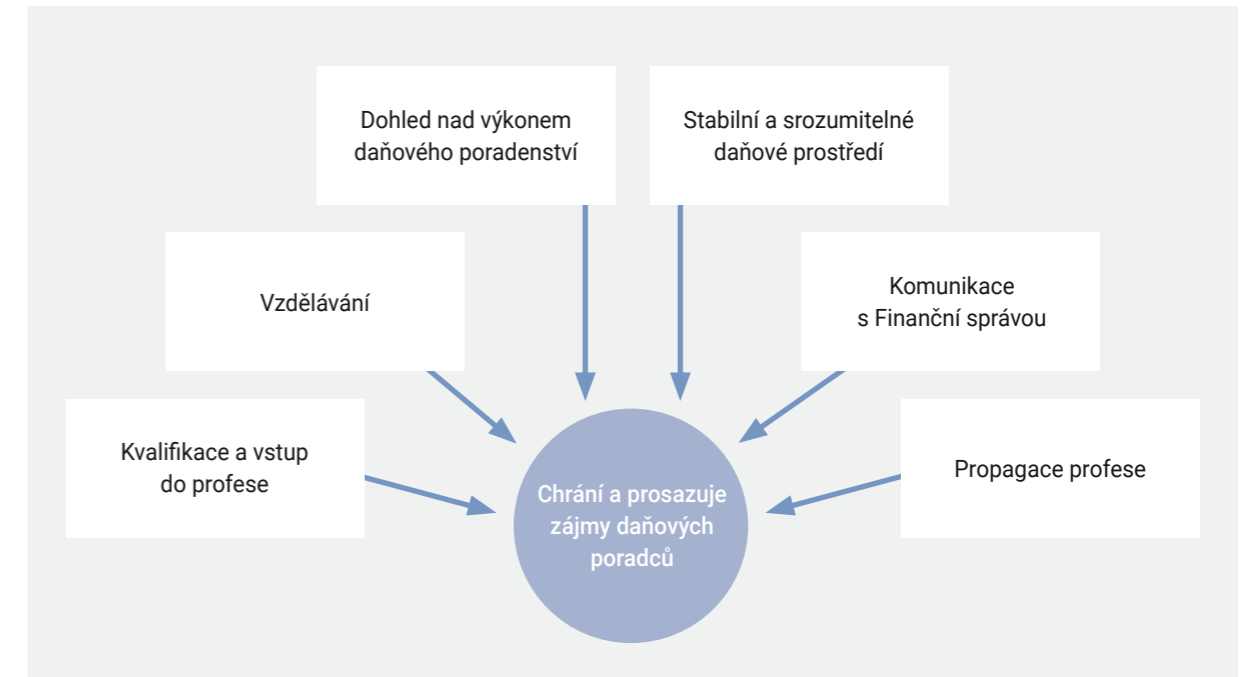 Dohled nad výkonem
daňového poradenství
Stabilní a srozumitelné
daňové prostředí
Vzdělávání
Komunikace
s Finanční správou
Kvalifikace a vstup
do profese
Propagace profese
Chrání a prosazuje
zájmy daňových
poradců